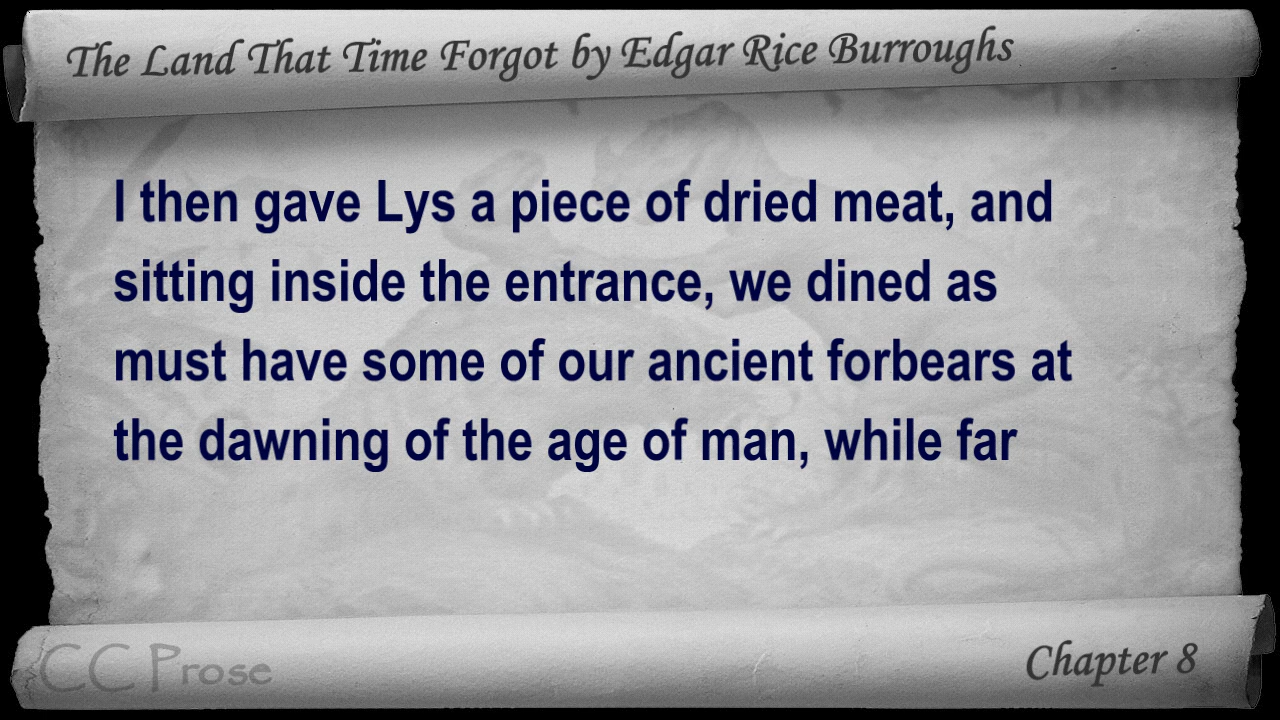 The Land That Time Forgot by Edgar Rice Burroughs
I then gave Lys a piece of dried meat, and
sitting inside the entrance, we dined as
must have some of our ancient forbears at
the dawning of the age of man, while far
CC Prose
Chapter 8